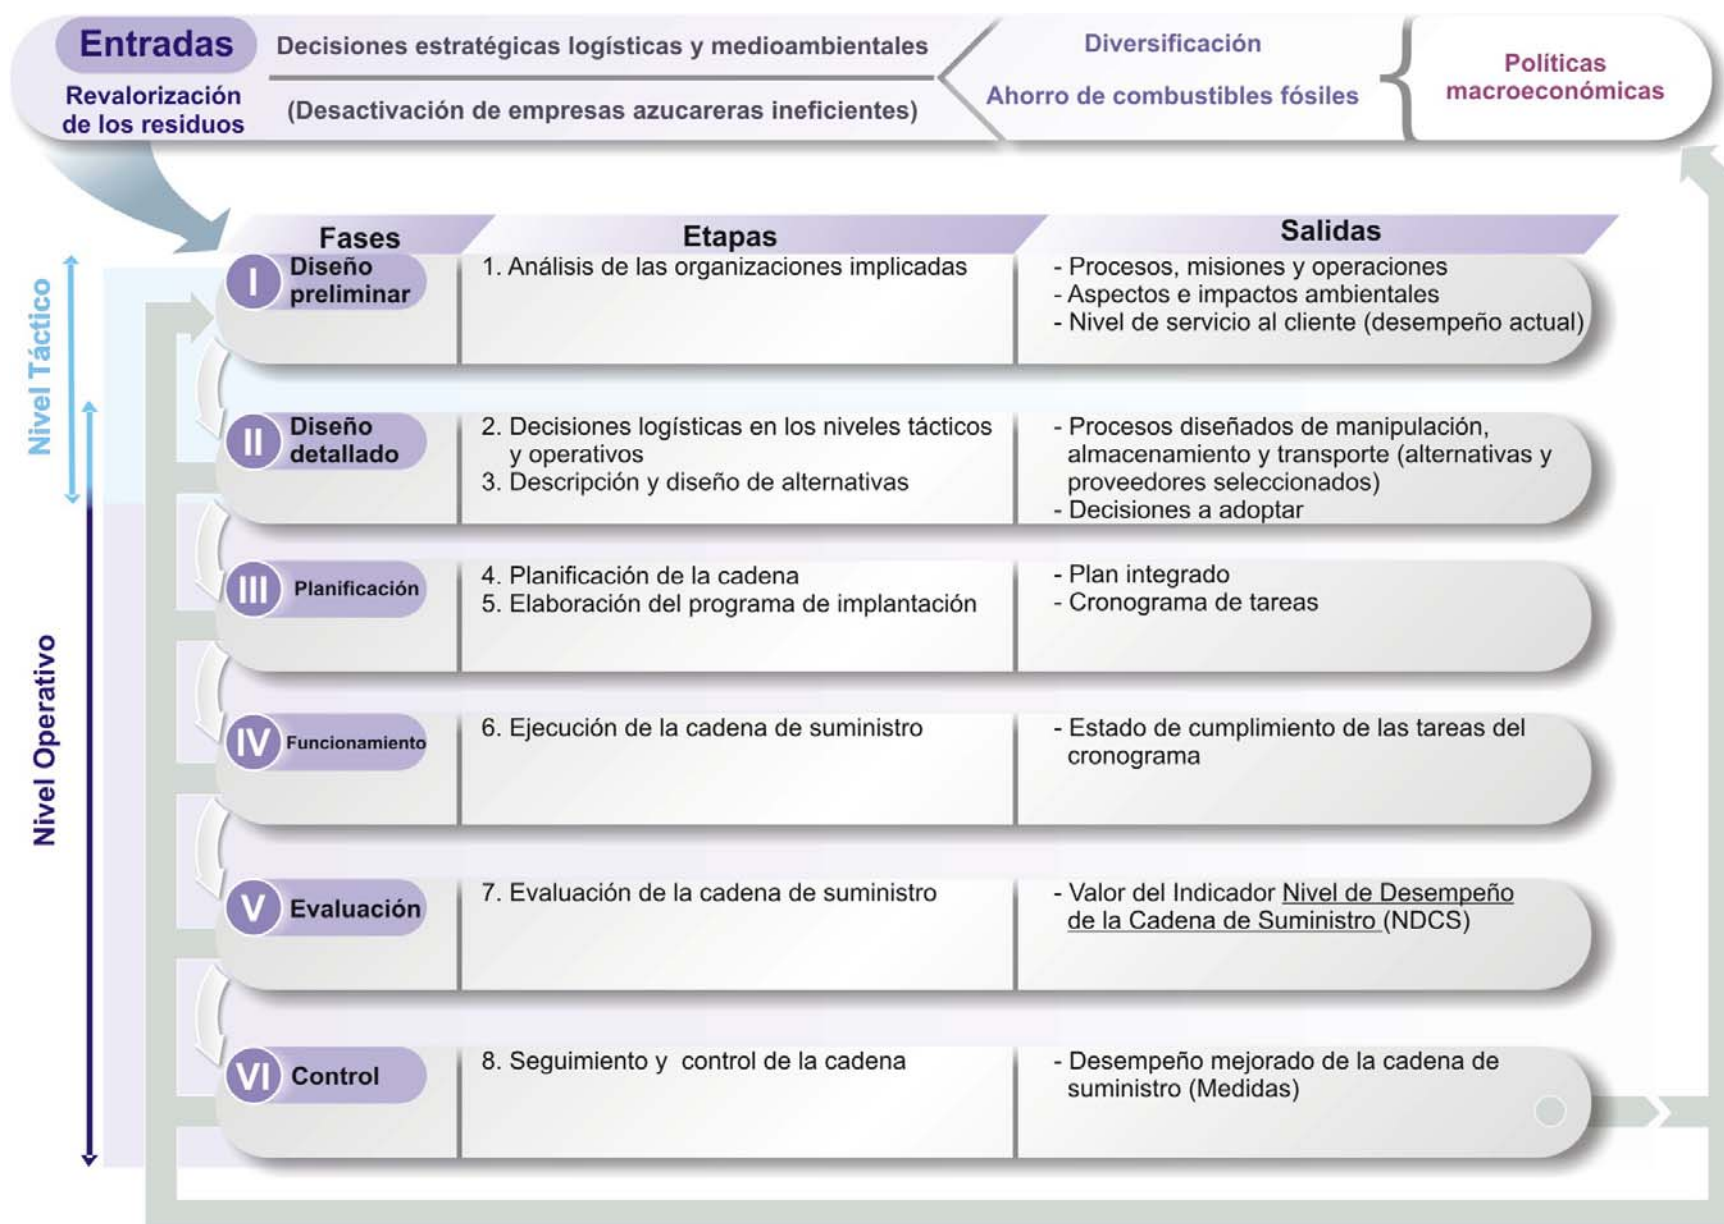 Entradas
Revalorización
de los residuos
Decisiones estratégicas logísticas y medioambientales
(Desactivación de empresas azucareras ineficientes)
Diversificación
Ahorro de combustibles fósiles
Políticas
macroeconómicas
Fases
Etapas
Salidas
Nivel Táctico
Nivel Operativo
I
Diseño
preliminar
1. Análisis de las organizaciones implicadas
- Procesos, misiones y operaciones
- Aspectos e impactos ambientales
- Nivel de servicio al cliente (desempeño actual)
II
Diseño
detallado
2. Decisiones logísticas en los niveles tácticos
y operativos
3. Descripción y diseño de alternativas
- Procesos diseñados de manipulación,
almacenamiento y transporte (alternativas y
proveedores seleccionados)
- Decisiones a adoptar
III
Planificación
4. Planificación de la cadena
5. Elaboración del programa de implantación
- Plan integrado
- Cronograma de tareas
IV
Funcionamiento
6. Ejecución de la cadena de suministro
- Estado de cumplimiento de las tareas del
cronograma
V
Evaluación
7. Evaluación de la cadena de suministro
- Valor del Indicador Nivel de Desempeño
de la Cadena de Suministro (NDCS)
VI
Control
8. Seguimiento y control de la cadena
- Desempeño mejorado de la cadena de
suministro (Medidas)